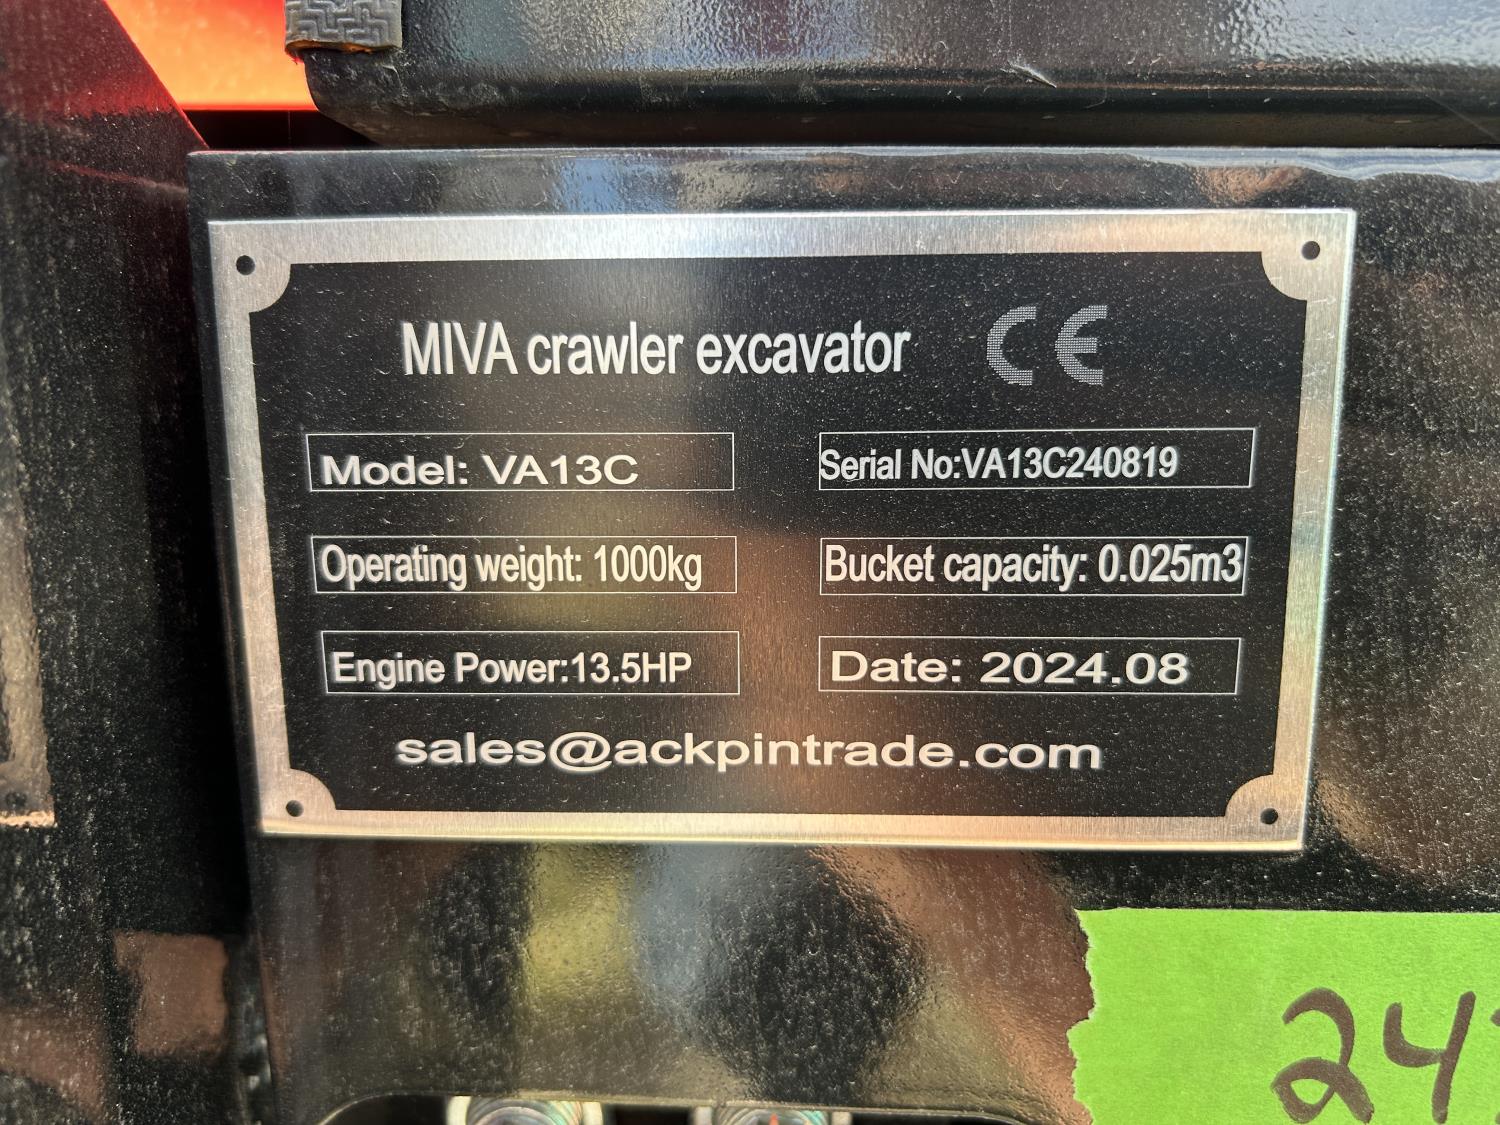 MIVA crawler excavator CE
Model: VA13C
Serial No:VA13C240819
Operating weight: 1000kg
Bucket capacity: 0.025m3
Engine Power:13.5HP
Date: 2024.08
sales@ackpintrade.com
24